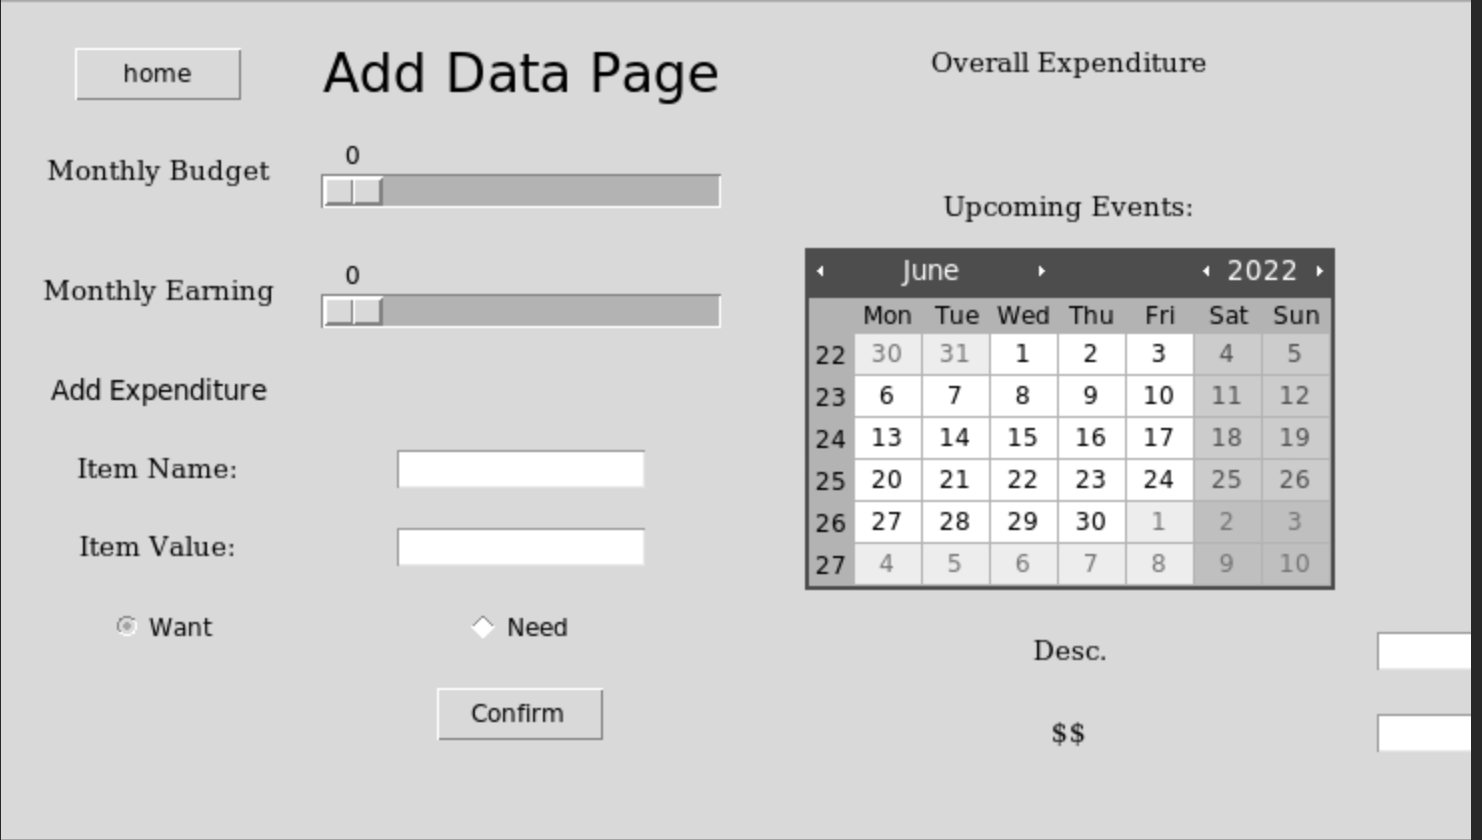 home
Add Data Page
Overall Expenditure
Monthly Budget
0
Upcoming Events:
Monthly Earning
0
June 2022
Mon Tue Wed Thu Fri Sat Sun
22 30 31 1 2 3 4 5
23 6 7 8 9 10 11 12
24 13 14 15 16 17 18 19
25 20 21 22 23 24 25 26
26 27 28 29 30 1 2 3
27 4 5 6 7 8 9 10
Add Expenditure
Item Name:
Item Value:
Want
Need
Confirm
Desc.
$$